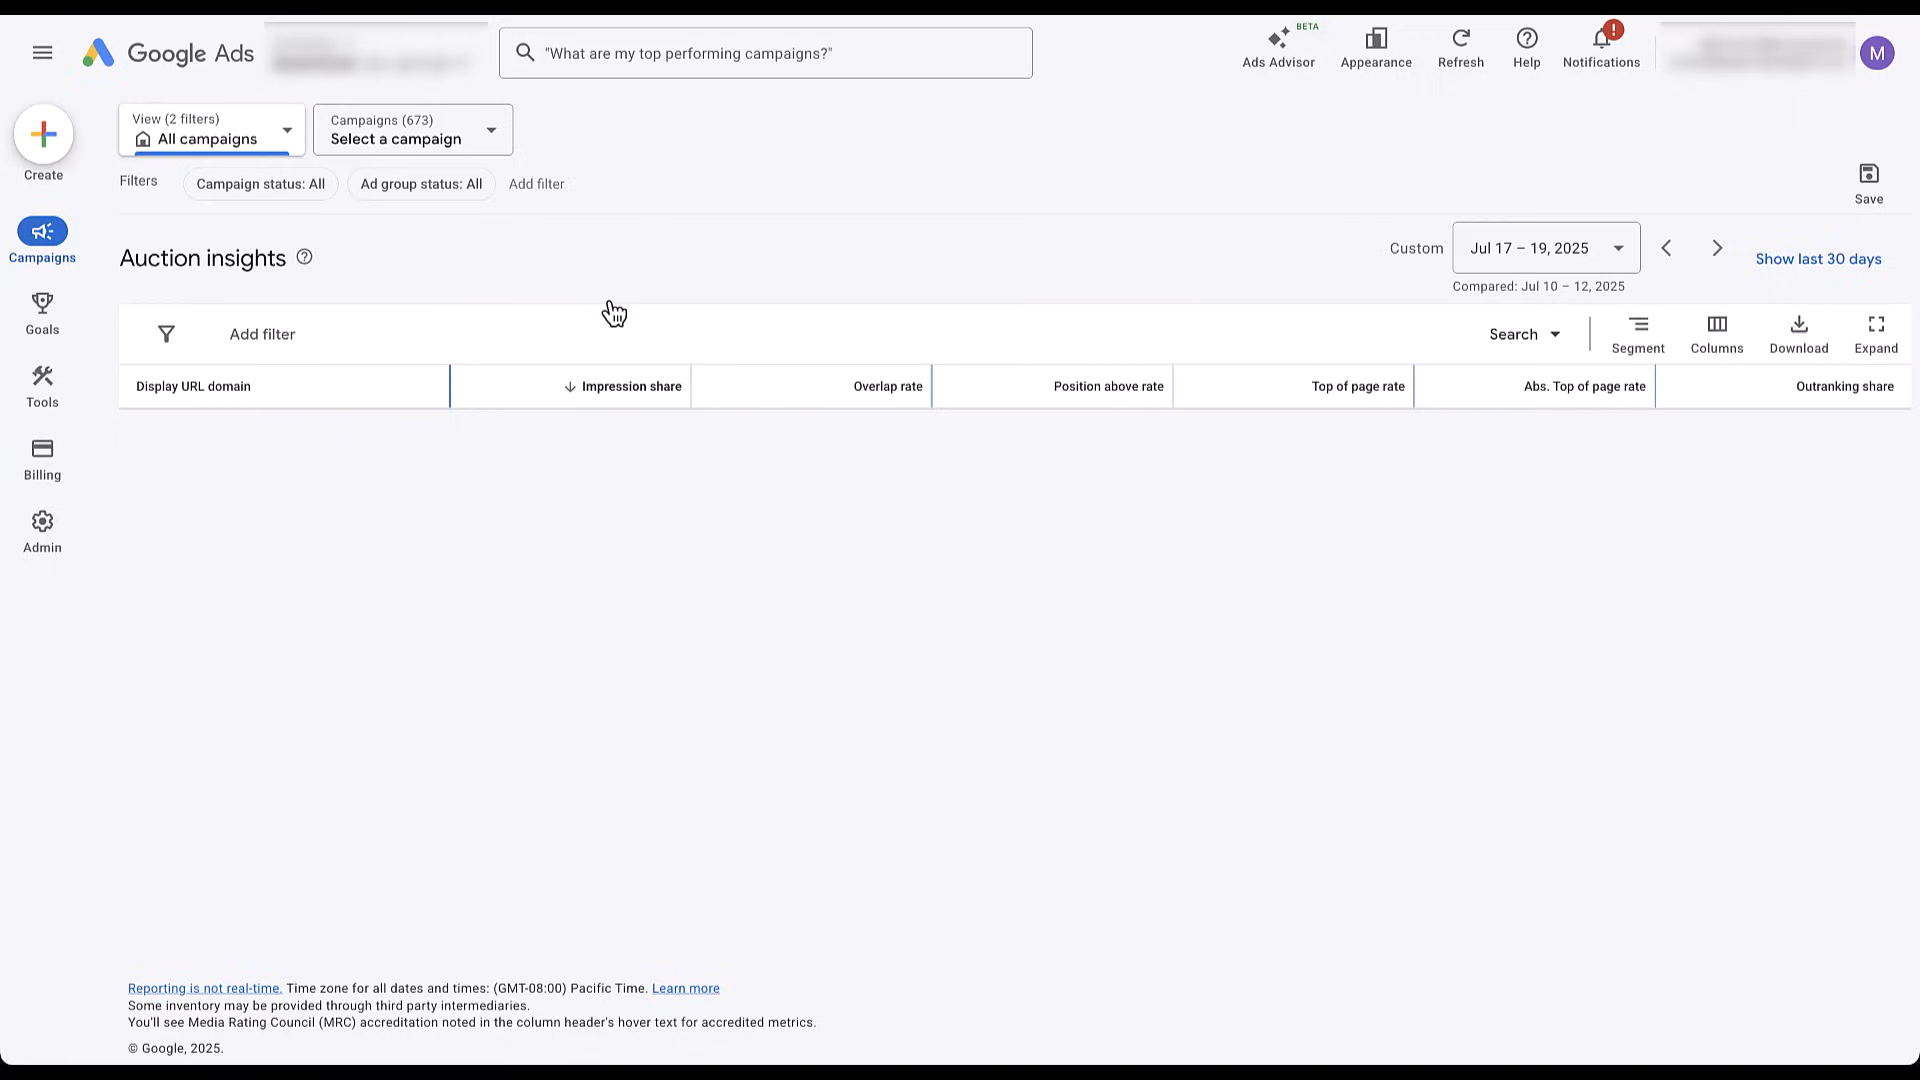 Google Ads
"What are my top performing campaigns?"
BETA
Ads Advisor
Appearance
Refresh
Help
!
Notifications
M
Create
View (2 filters)
All campaigns
Campaigns (673)
Select a campaign
Filters
Campaign status: All
Ad group status: All
Add filter
Save
Campaigns
Goals
Tools
Billing
Admin
Auction insights
Custom
Jul 17 – 19, 2025
Show last 30 days
Compared: Jul 10 – 12, 2025
Add filter
Search
Segment
Columns
Download
Expand
Display URL domain
Impression share
Overlap rate
Position above rate
Top of page rate
Abs. Top of page rate
Outranking share
Reporting is not real-time. Time zone for all dates and times: (GMT-08:00) Pacific Time. Learn more
Some inventory may be provided through third party intermediaries.
You'll see Media Rating Council (MRC) accreditation noted in the column header's hover text for accredited metrics.
© Google, 2025.